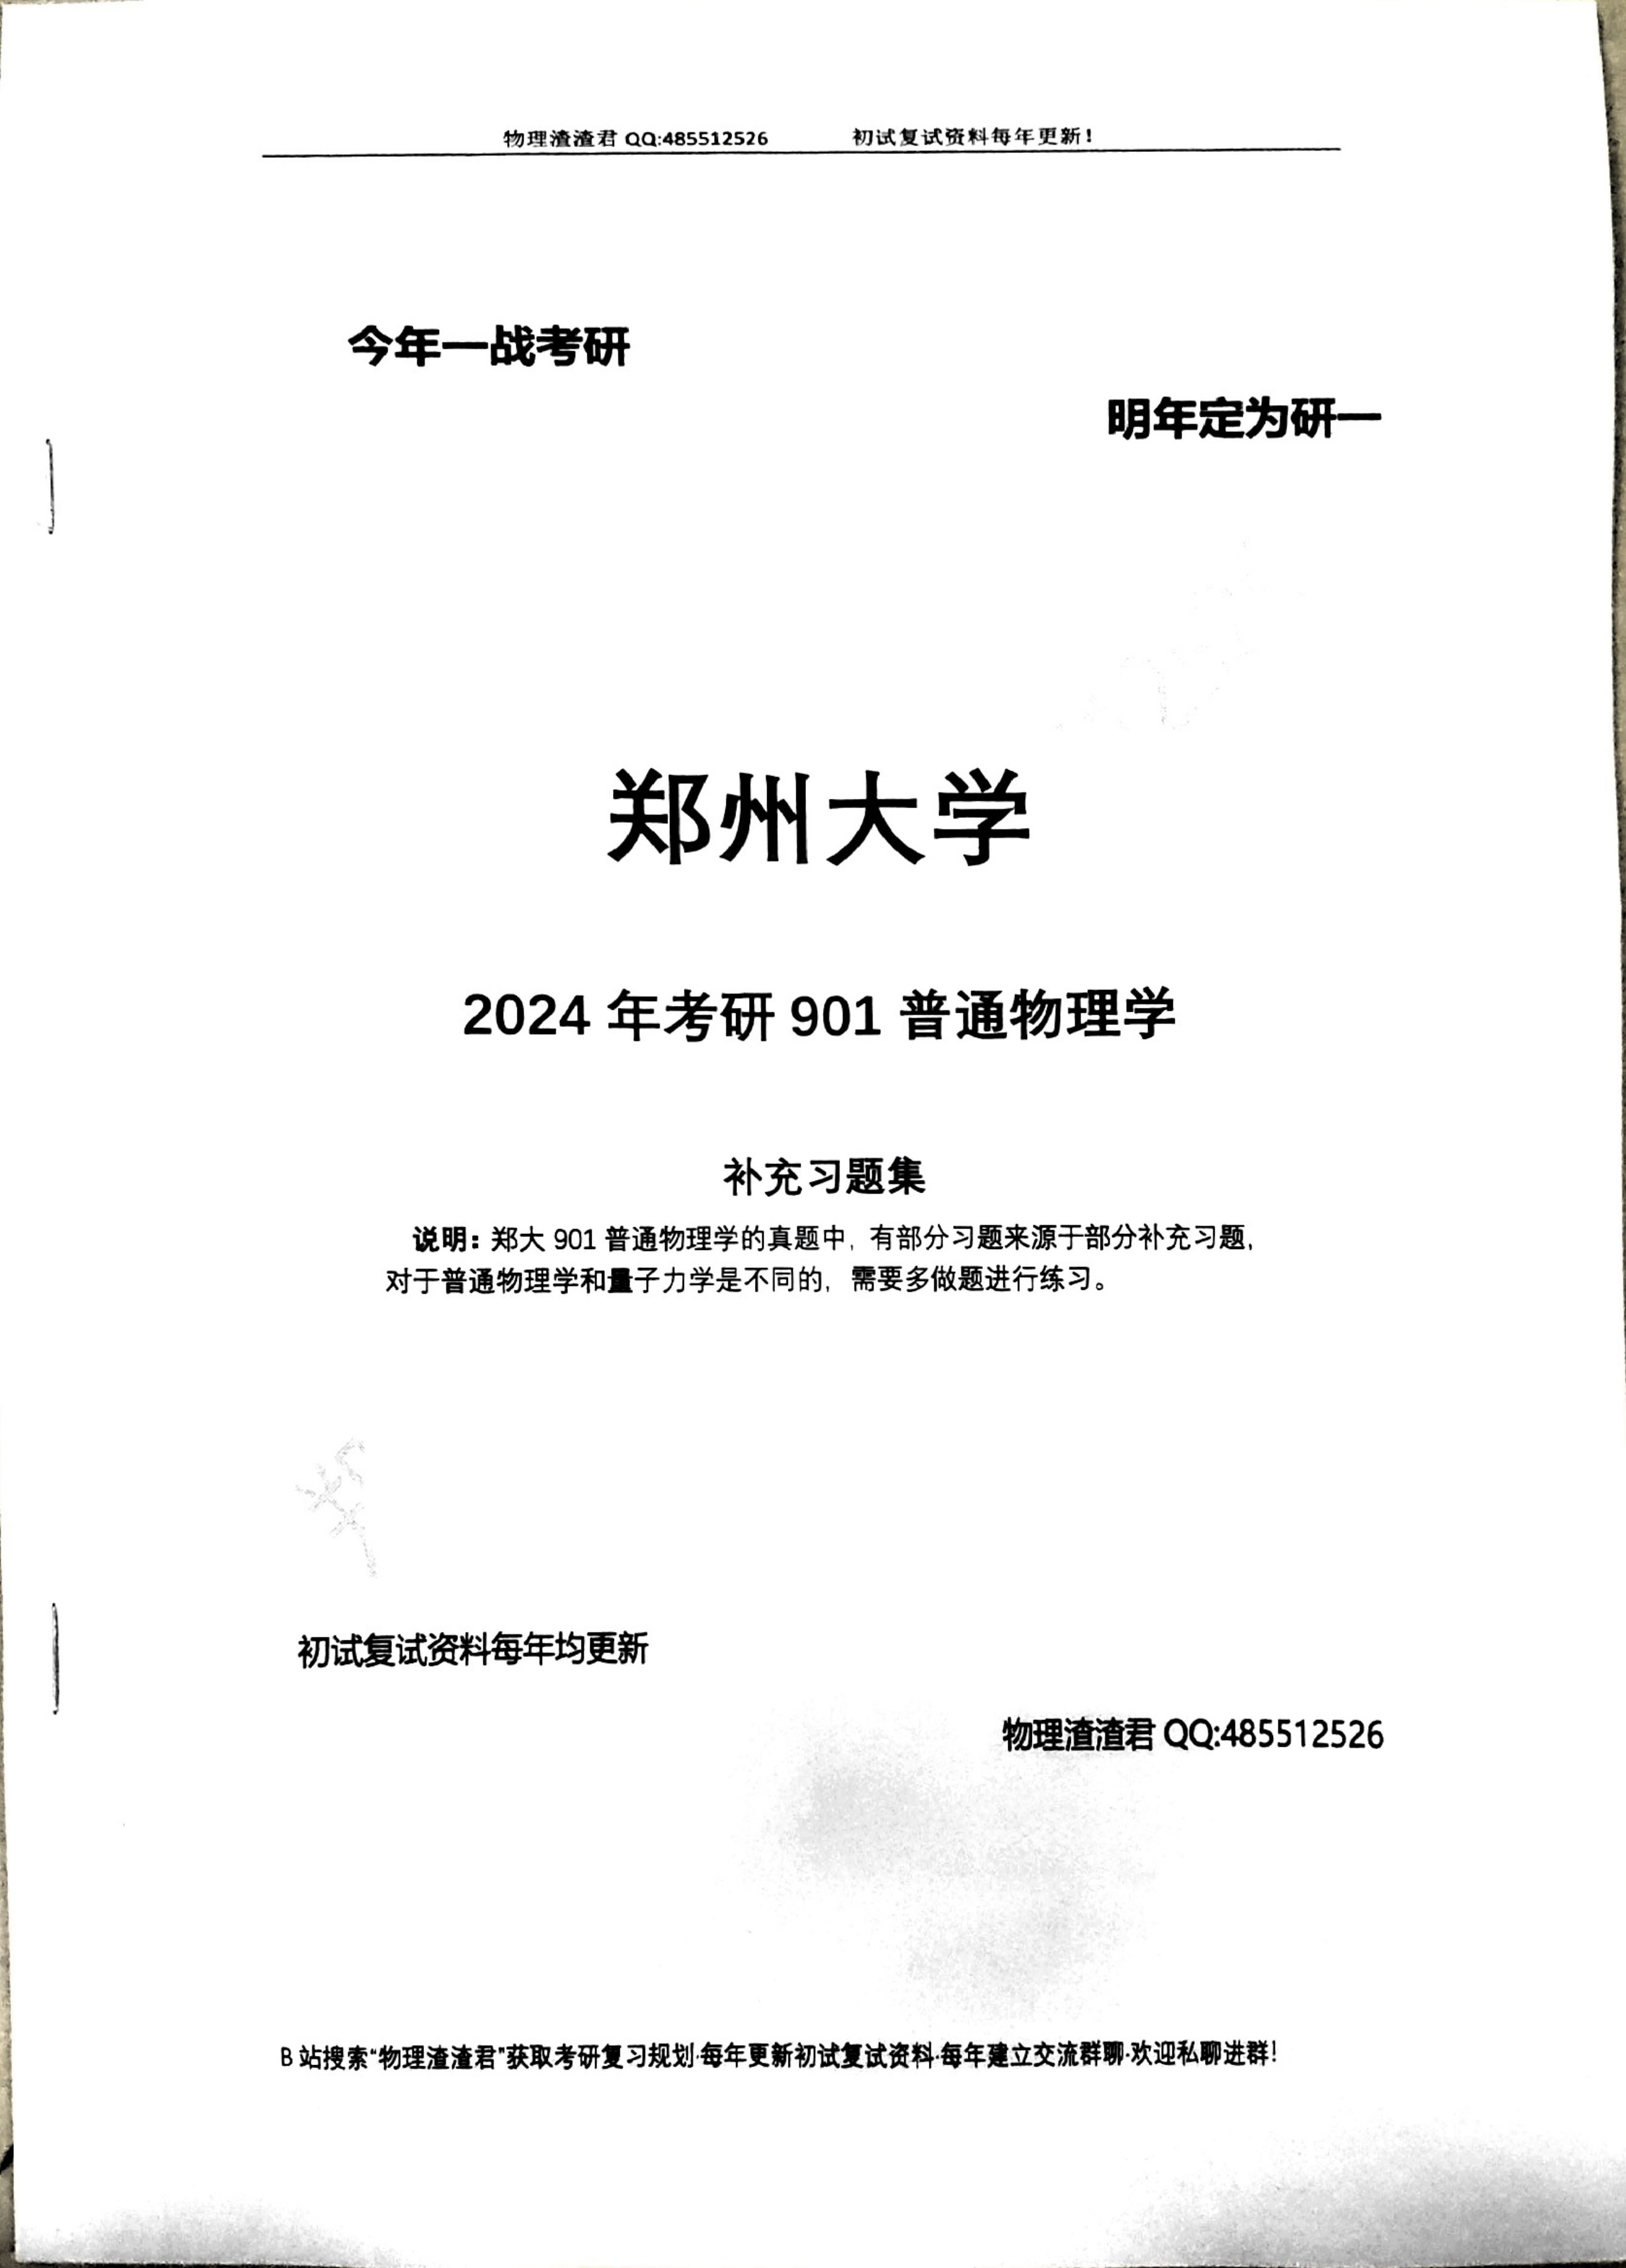 物理渣渣君 QQ:485512526 初试复试资料每年更新！
今年一战考研
明年定为研一
郑州大学
2024 年考研 901 普通物理学
补充习题集
说明：郑大 901 普通物理学的真题中，有部分习题来源于部分补充习题，
对于普通物理学和量子力学是不同的，需要多做题进行练习。
初试复试资料每年均更新
物理渣渣君 QQ:485512526
B 站搜索“物理渣渣君”获取考研复习规划·每年更新初试复试资料·每年建立交流群聊·欢迎私聊进群！